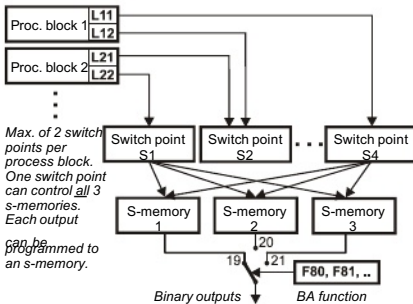 Proc. block 1
L11
L12
Proc. block 2
L21
L22
Max. of 2 switch
points per
process block.
One switch point
can control all 3
s-memories.
Each output
can be
programmed to
an s-memory.
Switch point
S1
Switch point
S2
Switch point
S4
S-memory
1
S-memory
2
S-memory
3
20
19
21
F80, F81, ..
Binary outputs
BA function